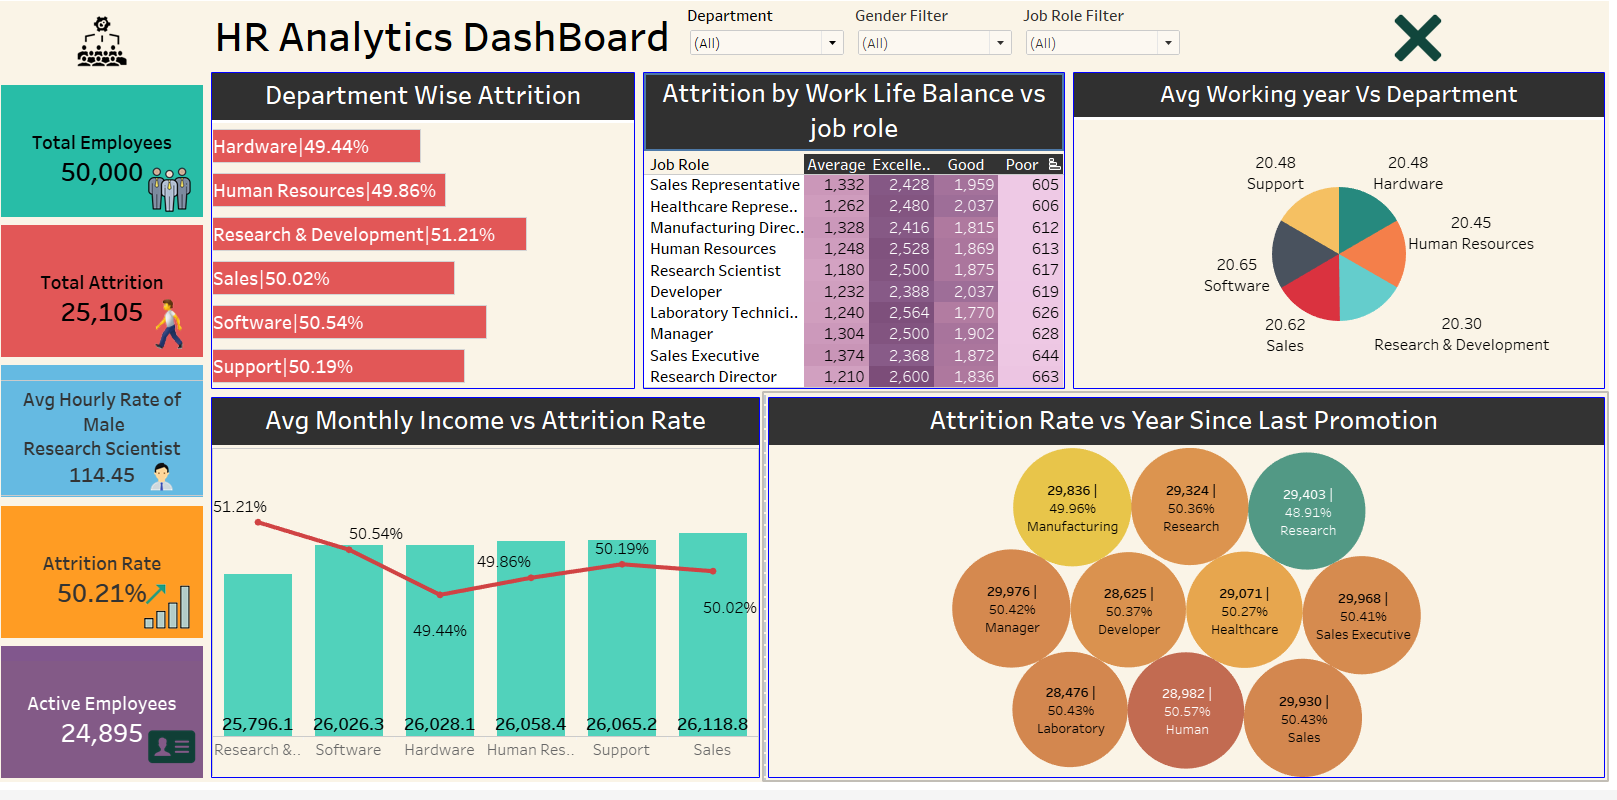 HR Analytics DashBoard
Department
(All)
Gender Filter
(All)
Job Role Filter
(All)
Total Employees
50,000
Total Attrition
25,105
Avg Hourly Rate of
Male
Research Scientist
114.45
Attrition Rate
50.21%
Active Employees
24,895
Department Wise Attrition
Hardware|49.44%
Human Resources|49.86%
Research & Development|51.21%
Sales|50.02%
Software|50.54%
Support|50.19%
Attrition by Work Life Balance vs
job role
Job Role Average Excelle.. Good Poor
Sales Representative 1,332 2,428 1,959 605
Healthcare Represe.. 1,262 2,480 2,037 606
Manufacturing Direc.. 1,328 2,416 1,815 612
Human Resources 1,248 2,528 1,869 613
Research Scientist 1,180 2,500 1,875 617
Developer 1,232 2,388 2,037 619
Laboratory Technici.. 1,240 2,564 1,770 626
Manager 1,304 2,500 1,902 628
Sales Executive 1,374 2,368 1,872 644
Research Director 1,210 2,600 1,836 663
Avg Working year Vs Department
20.48
Support
20.48
Hardware
20.45
Human Resources
20.65
Software
20.62
Sales
20.30
Research & Development
Avg Monthly Income vs Attrition Rate
51.21%
50.54%
49.44%
49.86%
50.19%
50.02%
25,796.1 26,026.3 26,028.1 26,058.4 26,065.2 26,118.8
Research &.. Software Hardware Human Res.. Support Sales
Attrition Rate vs Year Since Last Promotion
29,836 |
49.96%
Manufacturing
29,324 |
50.36%
Research
29,403 |
48.91%
Research
29,976 |
50.42%
Manager
28,625 |
50.37%
Developer
29,071 |
50.27%
Healthcare
29,968 |
50.41%
Sales Executive
28,476 |
50.43%
Laboratory
28,982 |
50.57%
Human
29,930 |
50.43%
Sales